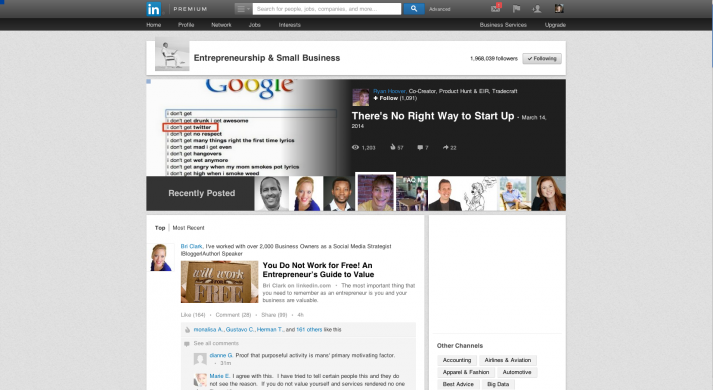 in PREMIUM Search for people, jobs, companies, and more... Advanced
Home Profile Network Jobs Interests Business Services Upgrade
Entrepreneurship & Small Business 1,968,039 followers Following
Google
i don't get
i don't get drunk i get awesome
i don't get twitter
i don't get no respect
i don't get many things right the first time lyrics
i don't get mad i get even
i don't get hangovers
i don't get wet anymore
i don't get angry when my mom smokes pot lyrics
i don't get high when i smoke weed
Ryan Hoover, Co-Creator, Product Hunt & EIR, Tradecraft
+ Follow (1,091)
There's No Right Way to Start Up - March 14,
2014
1,203 57 7 22
Recently Posted
FAQ ME
Top Most Recent
Bri Clark, I've worked with over 2,000 Business Owners as a Social Media Strategist
|Blogger|Author| Speaker
will work for FREE
You Do Not Work for Free! An
Entrepreneur's Guide to Value
Bri Clark on linkedin.com • The most important thing that
you need to remember as an entrepreneur is you and your
business are valuable.
Like (164) • Comment (28) • Share (99) • 4h
monalisa A., Gustavo C., Herman T., and 161 others like this
See all comments
dianne G. Proof that purposeful activity is mans' primary motivating factor.
• 31m
Marie E. I agree with this. I have tried to tell certain people this and they do
not see the reason. If you do not value yourself and services rendered no one
Other Channels
Accounting Airlines & Aviation
Apparel & Fashion Automotive
Best Advice Big Data